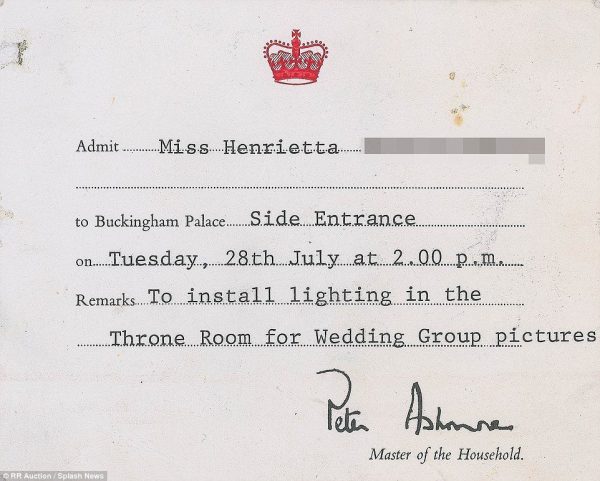 Admit Miss Henrietta
to Buckingham Palace Side Entrance
on Tuesday, 28th July at 2.00 p.m.
Remarks To install lighting in the
Throne Room for Wedding Group pictures
Peter Ashmore
Master of the Household.
© RR Auction / Splash News